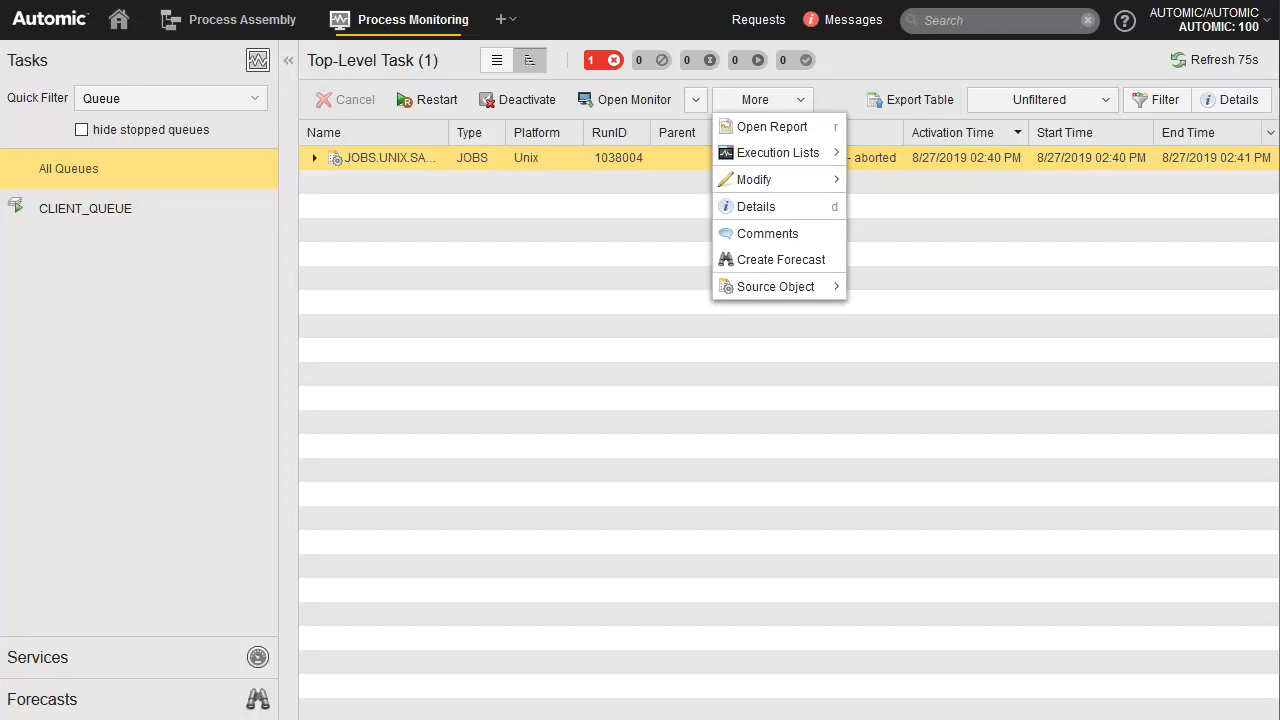 Automic
Process Assembly
Process Monitoring
Requests
Messages
Search
AUTOMIC/AUTOMIC
AUTOMIC: 100
Tasks
Top-Level Task (1)
1
0
0
0
0
Refresh 75s
Quick Filter
Queue
hide stopped queues
All Queues
CLIENT_QUEUE
Cancel
Restart
Deactivate
Open Monitor
More
Export Table
Unfiltered
Filter
Details
Name
Type
Platform
RunID
Parent
Activation Time
Start Time
End Time
JOBS.UNIX.SA...
JOBS
Unix
1038004
- aborted
8/27/2019 02:40 PM
8/27/2019 02:40 PM
8/27/2019 02:41 PM
Open Report r
Execution Lists
Modify
Details d
Comments
Create Forecast
Source Object
Services
Forecasts